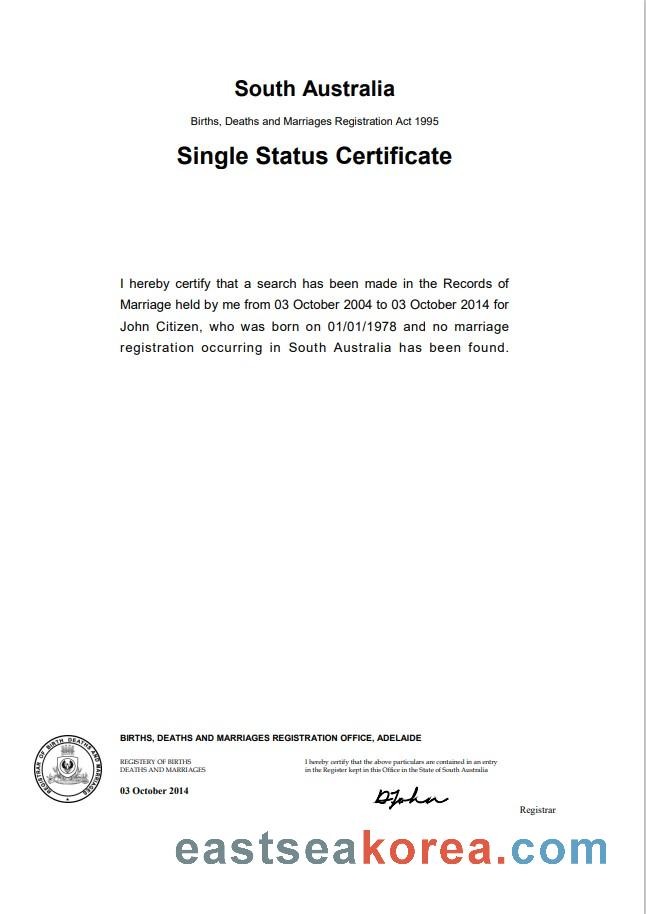 South Australia
Births, Deaths and Marriages Registration Act 1995
Single Status Certificate
I hereby certify that a search has been made in the Records of
Marriage held by me from 03 October 2004 to 03 October 2014 for
John Citizen, who was born on 01/01/1978 and no marriage
registration occurring in South Australia has been found.
BIRTHS, DEATHS AND MARRIAGES REGISTRATION OFFICE, ADELAIDE
REGISTRAR OF BIRTH DEATHS AND MARRIAGES
REGISTERY OF BIRTHS
DEATHS AND MARRIAGES
I hereby certify that the above particulars are contained in an entry
in the Register kept in this Office in the State of South Australia
03 October 2014
DJohn
Registrar
eastseakorea.com